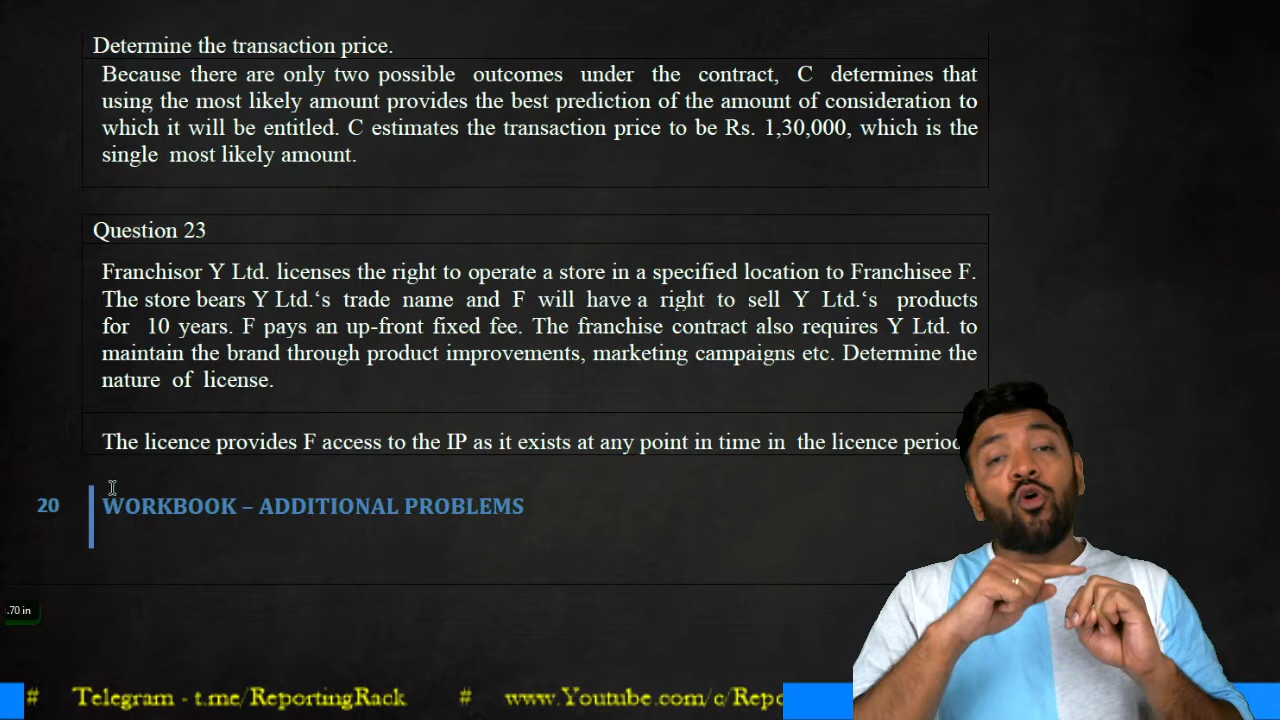 Determine the transaction price.
Because there are only two possible outcomes under the contract, C determines that
using the most likely amount provides the best prediction of the amount of consideration to
which it will be entitled. C estimates the transaction price to be Rs. 1,30,000, which is the
single most likely amount.
Question 23
Franchisor Y Ltd. licenses the right to operate a store in a specified location to Franchisee F.
The store bears Y Ltd.‘s trade name and F will have a right to sell Y Ltd.‘s products
for 10 years. F pays an up-front fixed fee. The franchise contract also requires Y Ltd. to
maintain the brand through product improvements, marketing campaigns etc. Determine the
nature of license.
The licence provides F access to the IP as it exists at any point in time in the licence period
20 WORKBOOK – ADDITIONAL PROBLEMS
.70 in
# Telegram - t.me/ReportingRack # www.Youtube.com/c/Repo